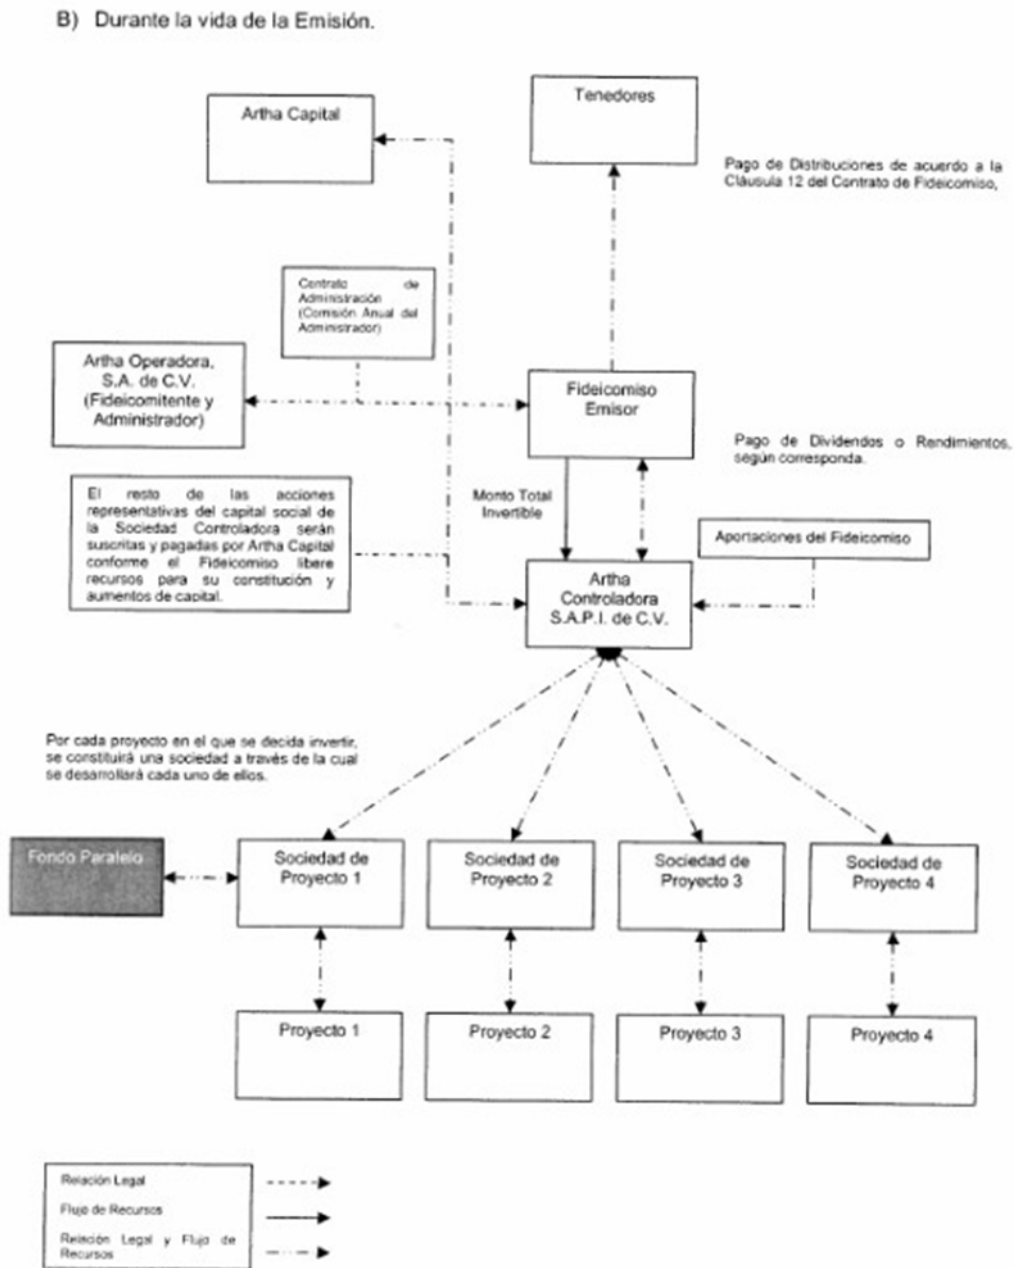 B) Durante la vida de la Emisión.
Artha Capital
Tenedores
Pago de Distribuciones de acuerdo a la
Cláusula 12 del Contrato de Fideicomiso,
Contrato de
Administración
(Comisión Anual del
Administrador)
Artha Operadora,
S.A. de C.V.
(Fideicomitente y
Administrador)
Fideicomiso
Emisor
Pago de Dividendos o Rendimientos,
según corresponda.
El resto de las acciones
representativas del capital social de
la Sociedad Controladora serán
suscritas y pagadas por Artha Capital
conforme el Fideicomiso libere
recursos para su constitución y
aumentos de capital.
Monto Total
Invertible
Aportaciones del Fideicomiso
Artha
Controladora
S.A.P.I. de C.V.
Por cada proyecto en el que se decida invertir,
se constituirá una sociedad a través de la cual
se desarrollará cada uno de ellos.
Fondo Paralelo
Sociedad de
Proyecto 1
Sociedad de
Proyecto 2
Sociedad de
Proyecto 3
Sociedad de
Proyecto 4
Proyecto 1
Proyecto 2
Proyecto 3
Proyecto 4
Relación Legal
Flujo de Recursos
Relación Legal y Flujo de
Recursos